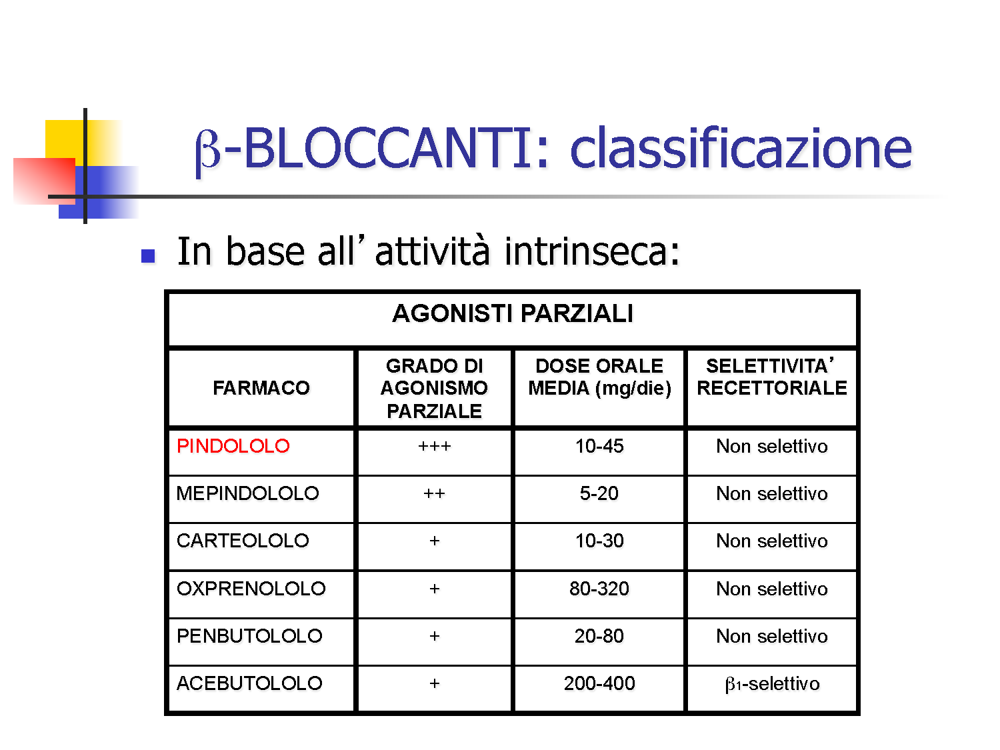 β-BLOCCANTI: classificazione
In base all’attività intrinseca:
AGONISTI PARZIALI
FARMACO
GRADO DI
AGONISMO
PARZIALE
DOSE ORALE
MEDIA (mg/die)
SELETTIVITA’
RECETTORIALE
PINDOLOLO +++ 10-45 Non selettivo
MEPINDOLOLO ++ 5-20 Non selettivo
CARTEOLOLO + 10-30 Non selettivo
OXPRENOLOLO + 80-320 Non selettivo
PENBUTOLOLO + 20-80 Non selettivo
ACEBUTOLOLO + 200-400 β1-selettivo